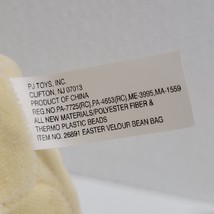 PJ TOYS, INC.
CLIFTON, NJ 07013
PRODUCT OF CHINA
REG.NO.PA-7725(RC),PA-4653(RC),ME-3995,MA-1559
ALL NEW MATERIALS/POLYESTER FIBER &
THERMO PLASTIC BEADS
ITEM NO: 26891 EASTER VELOUR BEAN BAG